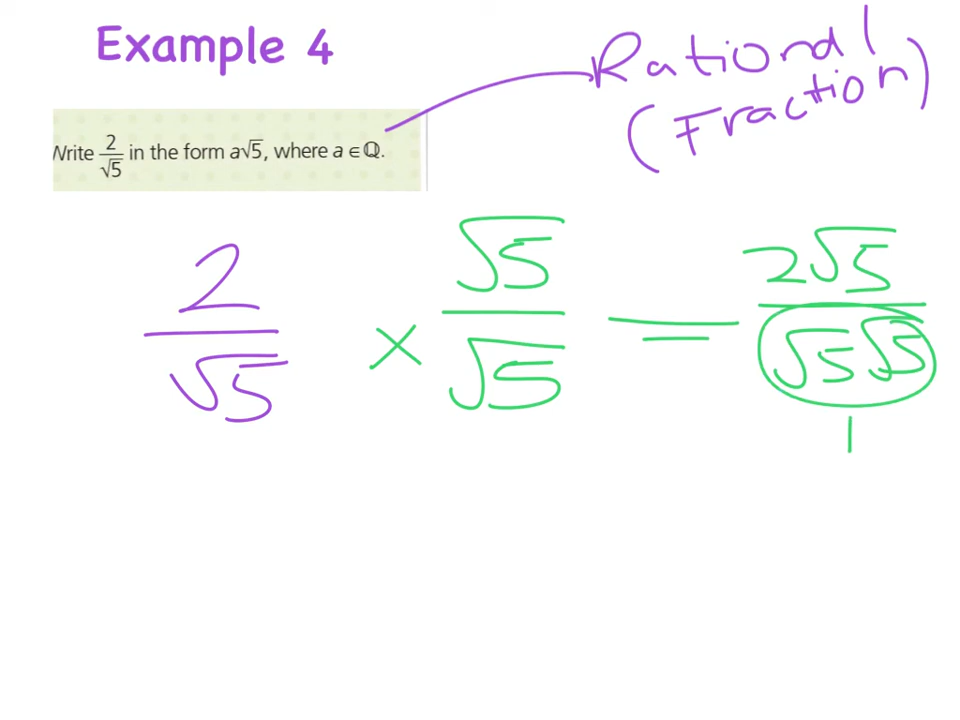 Example 4
Rational
(Fraction)
Write 2/√5 in the form a√5, where a ∈ ℚ.
2/√5 × √5/√5 = 2√5/√5√5